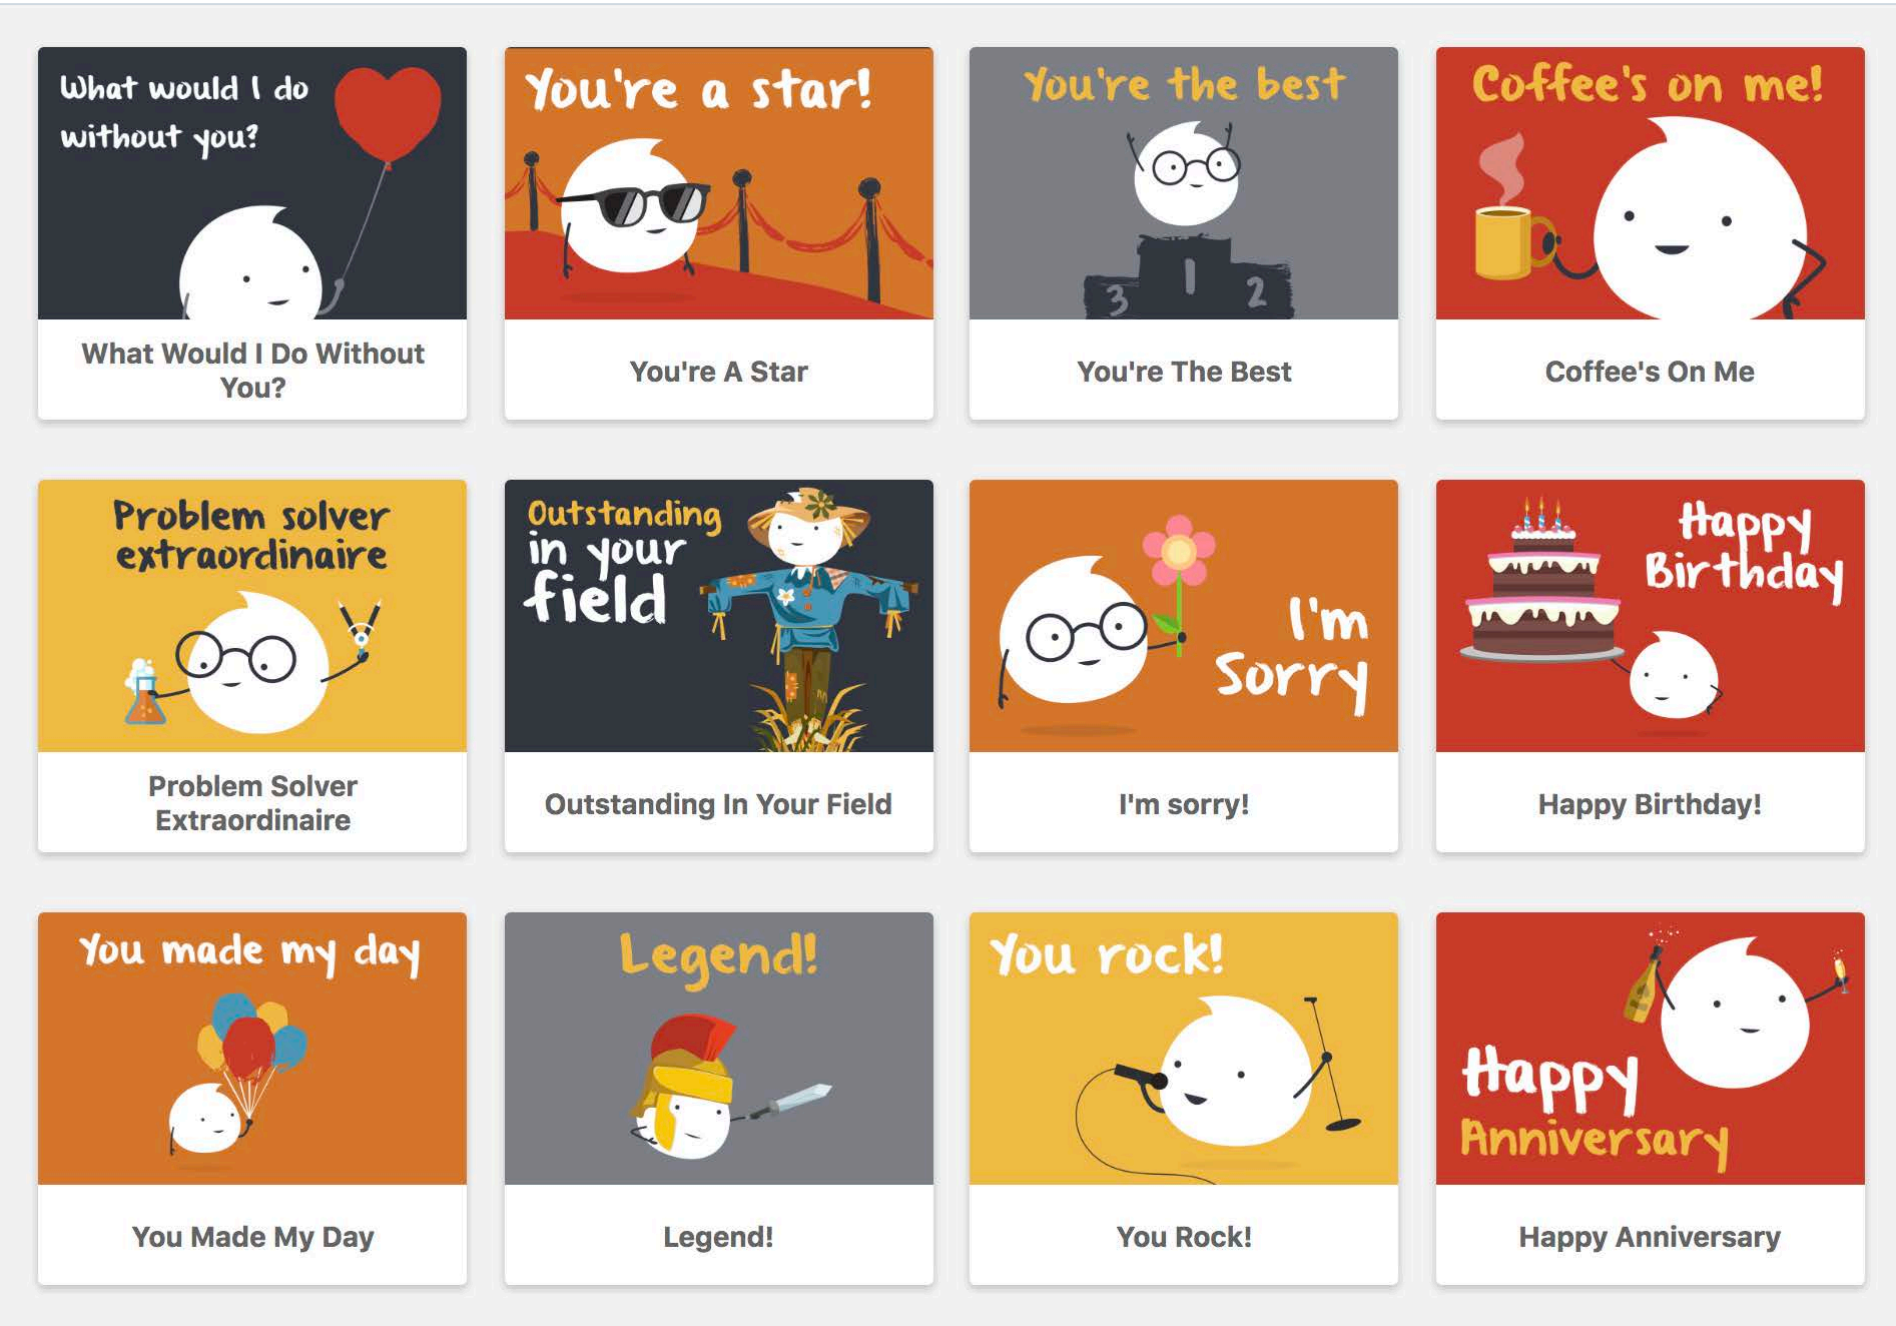 What would I do
without you?
What Would I Do Without
You?
You're a star!
You're A Star
You're the best
3
1
2
You're The Best
Coffee's on me!
Coffee's On Me
Problem solver
extraordinaire
Problem Solver
Extraordinaire
Outstanding
in your
field
Outstanding In Your Field
I'm
Sorry
I'm sorry!
Happy
Birthday
Happy Birthday!
You made my day
You Made My Day
Legend!
Legend!
You rock!
You Rock!
Happy
Anniversary
Happy Anniversary